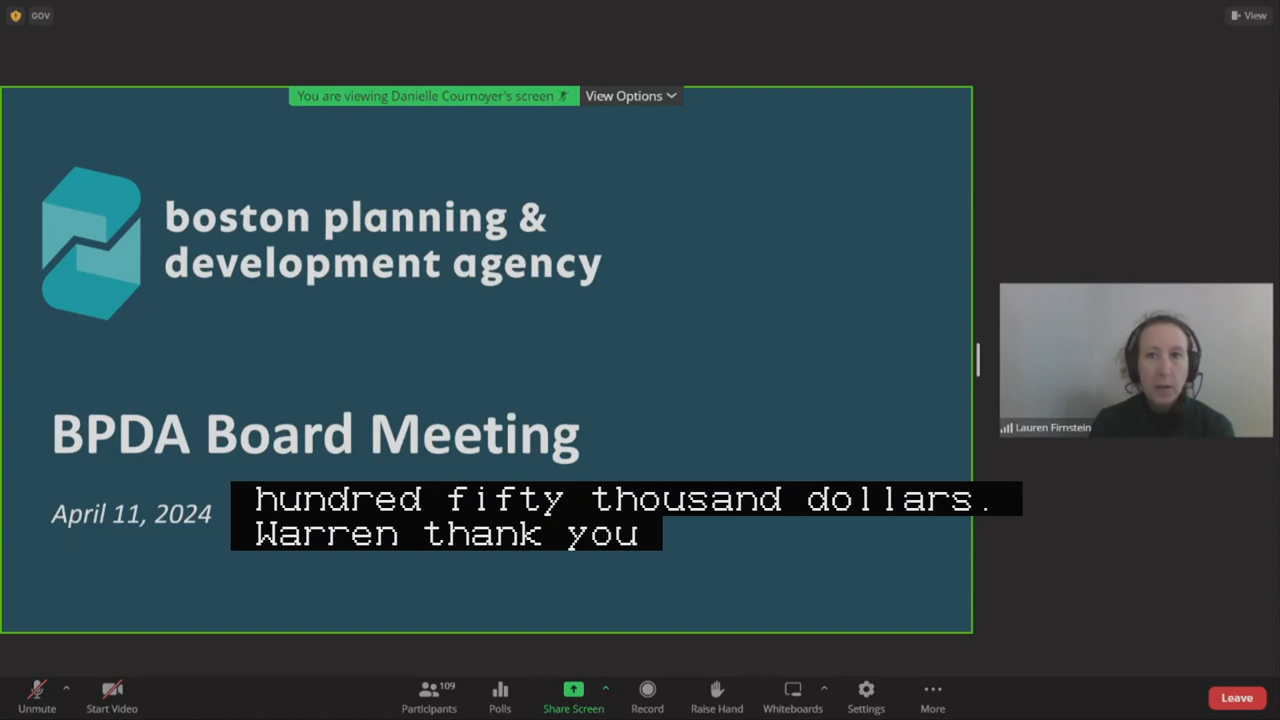 GOV
View
You are viewing Danielle Cournoyer's screen
View Options
boston planning &
development agency
BPDA Board Meeting
April 11, 2024
hundred fifty thousand dollars.
Warren thank you
Lauren Firnstein
Unmute
Start Video
109
Participants
Polls
Share Screen
Record
Raise Hand
Whiteboards
Settings
More
Leave